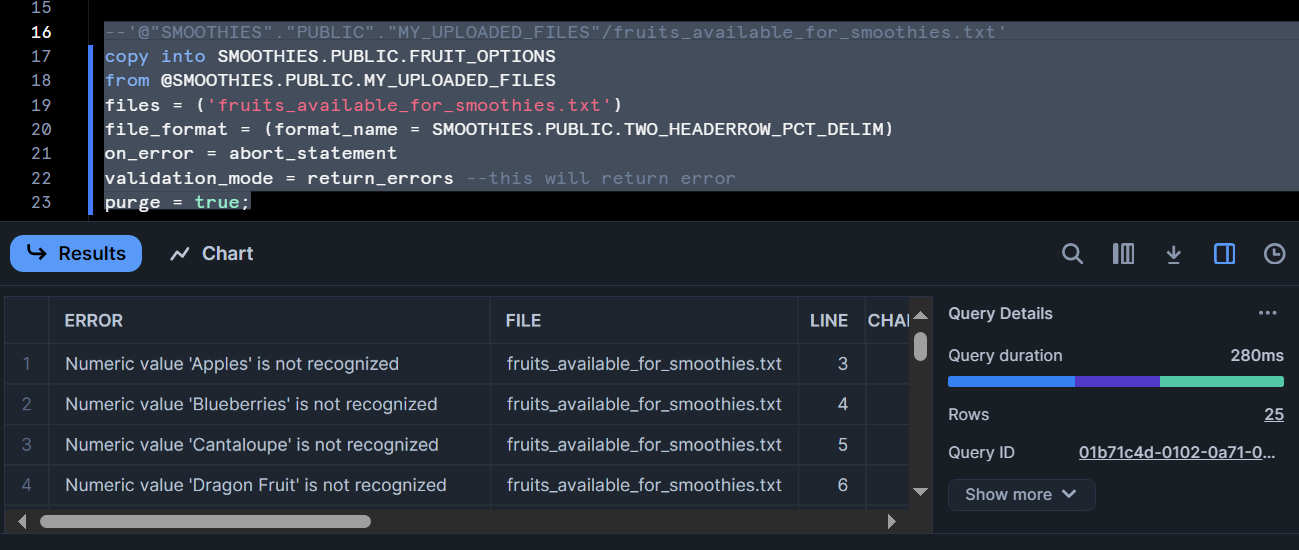 15
16 --'@"SMOOTHIES"."PUBLIC"."MY_UPLOADED_FILES"/fruits_available_for_smoothies.txt'
17 copy into SMOOTHIES.PUBLIC.FRUIT_OPTIONS
18 from @SMOOTHIES.PUBLIC.MY_UPLOADED_FILES
19 files = ('fruits_available_for_smoothies.txt')
20 file_format = (format_name = SMOOTHIES.PUBLIC.TWO_HEADERROW_PCT_DELIM)
21 on_error = abort_statement
22 validation_mode = return_errors --this will return error
23 purge = true;
Results Chart
ERROR FILE LINE CHAR
1 Numeric value 'Apples' is not recognized fruits_available_for_smoothies.txt 3
2 Numeric value 'Blueberries' is not recognized fruits_available_for_smoothies.txt 4
3 Numeric value 'Cantaloupe' is not recognized fruits_available_for_smoothies.txt 5
4 Numeric value 'Dragon Fruit' is not recognized fruits_available_for_smoothies.txt 6
Query Details ...
Query duration 280ms
Rows 25
Query ID 01b71c4d-0102-0a71-0...
Show more